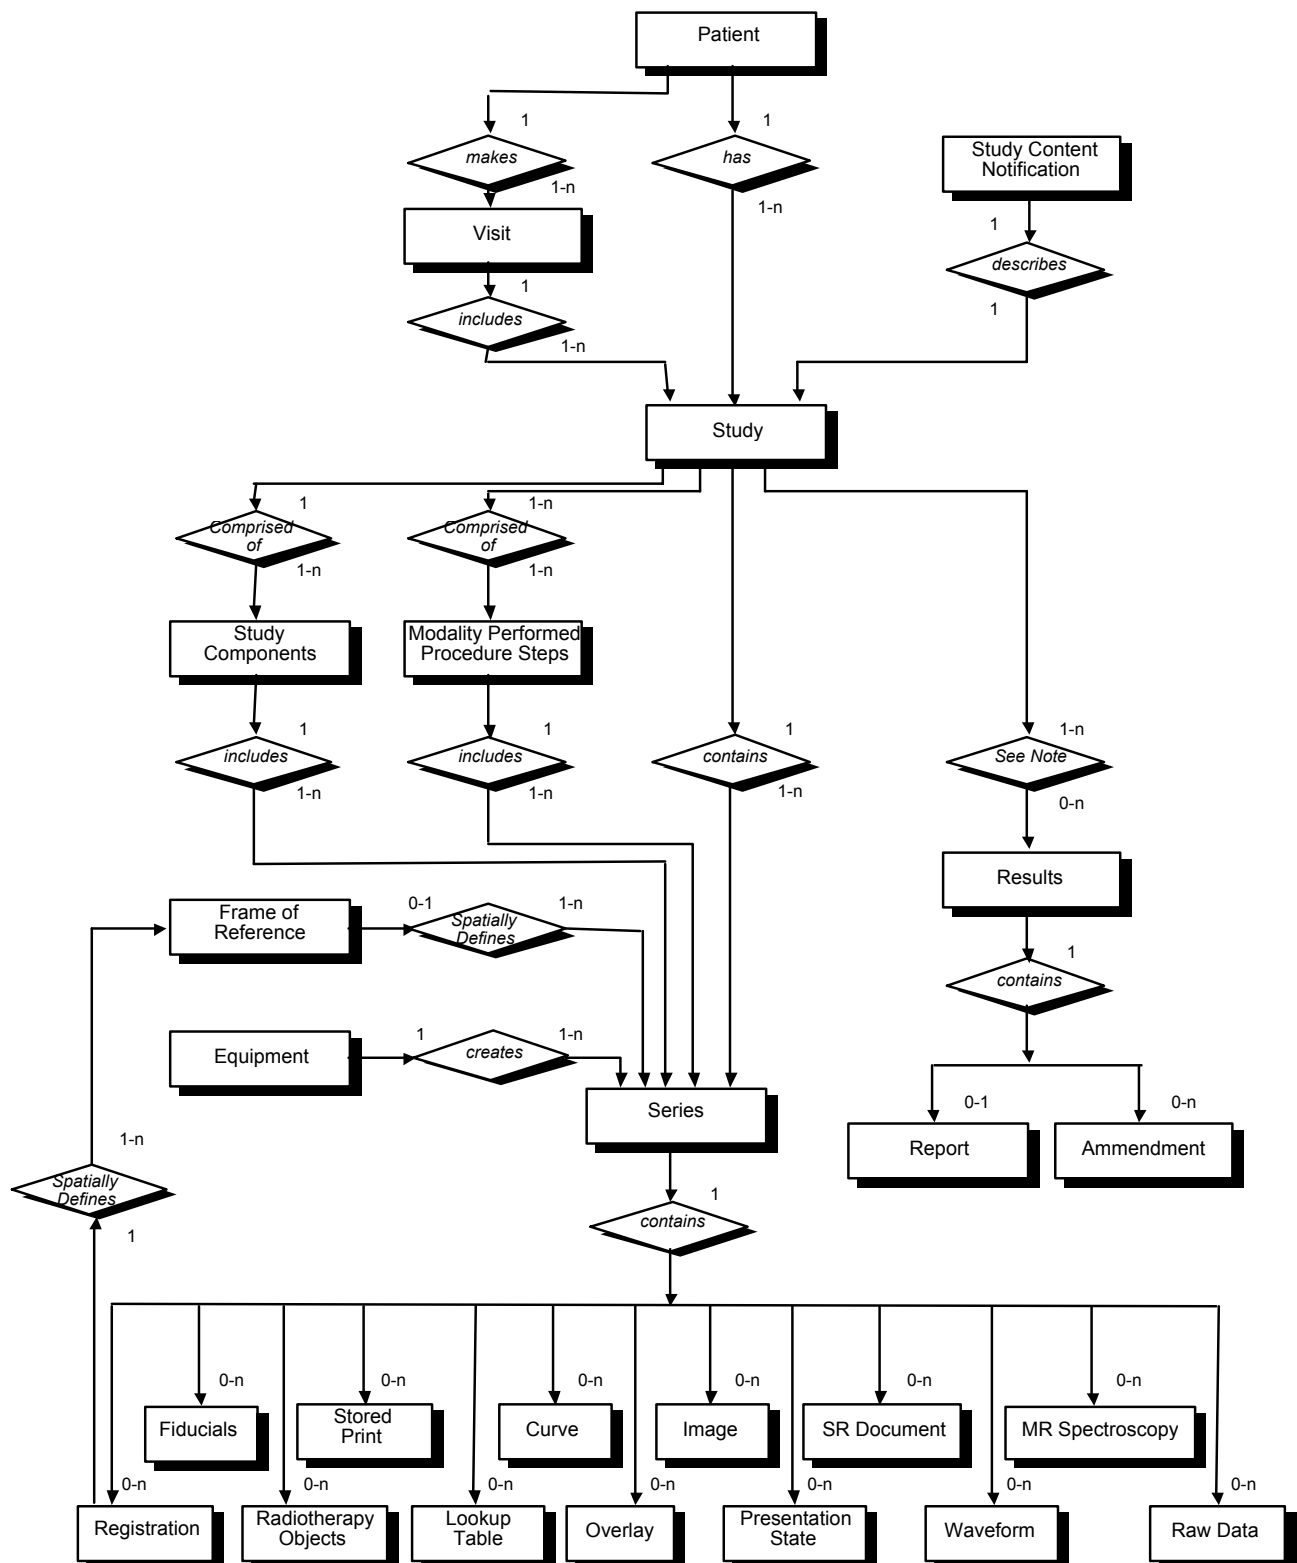 Patient
1
1
makes
has
Study Content
Notification
1-n
1-n
Visit
1
describes
1
1
includes
1-n
Study
1
1-n
1-n
Comprised
of
Comprised
of
1-n
1-n
Study
Components
Modality Performed
Procedure Steps
1
1
1
1-n
includes
includes
contains
See Note
1-n
1-n
1-n
0-n
Results
Frame of
Reference
0-1
Spatially
Defines
1-n
1
contains
Equipment
1
creates
1-n
Series
0-1
0-n
Report
Ammendment
1-n
Spatially
Defines
1
1
contains
0-n
0-n
0-n
0-n
0-n
0-n
Fiducials
Stored
Print
Curve
Image
SR Document
MR Spectroscopy
0-n
0-n
0-n
0-n
0-n
0-n
0-n
Registration
Radiotherapy
Objects
Lookup
Table
Overlay
Presentation
State
Waveform
Raw Data